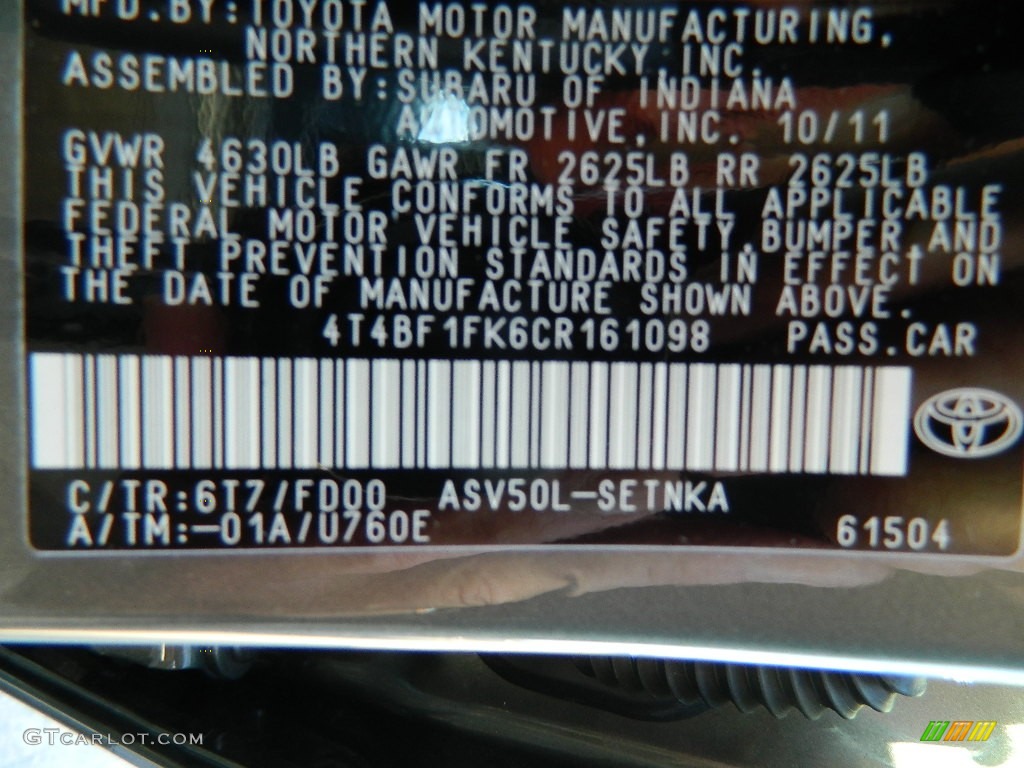 MFD.BY:TOYOTA MOTOR MANUFACTURING,
NORTHERN KENTUCKY,INC.
ASSEMBLED BY:SUBARU OF INDIANA
AUTOMOTIVE,INC. 10/11
GVWR 4630LB GAWR FR 2625LB RR 2625LB
THIS VEHICLE CONFORMS TO ALL APPLICABLE
FEDERAL MOTOR VEHICLE SAFETY,BUMPER,AND
THEFT PREVENTION STANDARDS IN EFFECT ON
THE DATE OF MANUFACTURE SHOWN ABOVE.
4T4BF1FK6CR161098 PASS.CAR
C/TR:6T7/FD00 ASV50L-SETNKA
A/TM:-01A/U760E 61504
GTCARLOT.COM